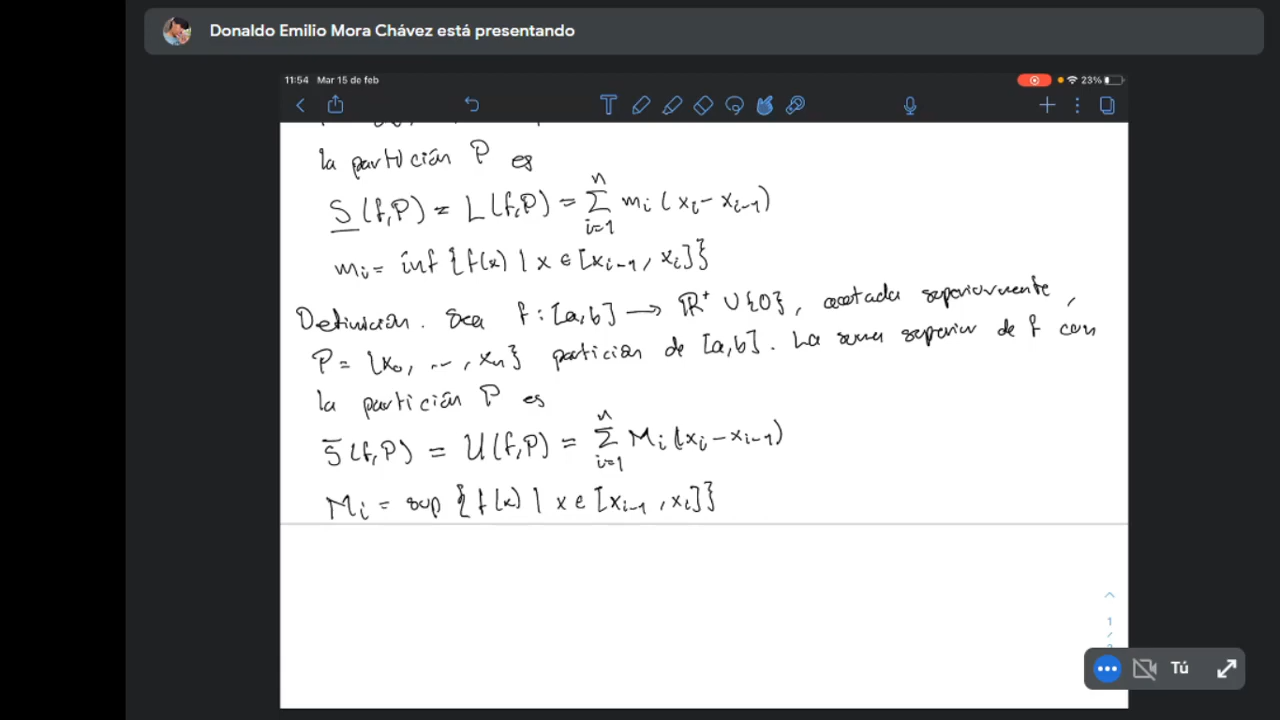 Donaldo Emilio Mora Chávez está presentando
11:54 Mar 15 de feb 23%
la partición P es
S(f,P) = L(f,P) = Σ_{i=1}^{n} m_i (x_i - x_{i-1})
m_i = inf {f(x) | x ∈ [x_{i-1}, x_i]}
Definición. Sea f : [a,b] → ℝ⁺ ∪ {0}, acotada superiormente,
P = {x_0, ..., x_n} partición de [a,b]. La suma superior de f con
la partición P es
S̄(f,P) = U(f,P) = Σ_{i=1}^{n} M_i (x_i - x_{i-1})
M_i = sup {f(x) | x ∈ [x_{i-1}, x_i]}
1
/
Tú